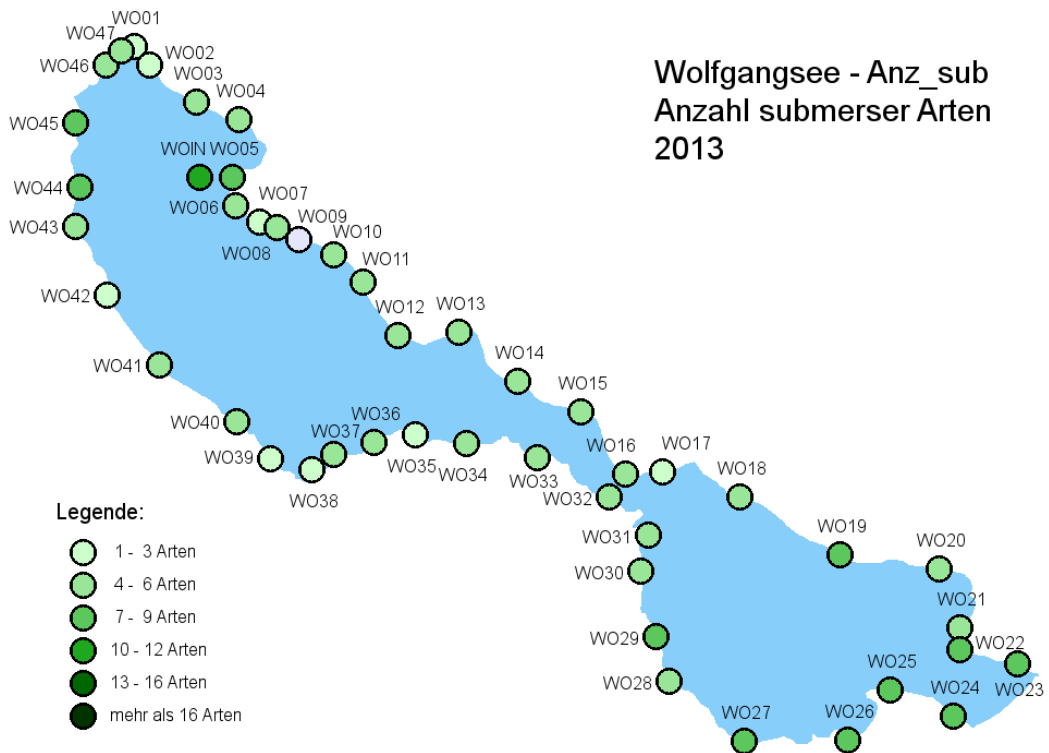 Wolfgangsee - Anz_sub
Anzahl submerser Arten
2013
WO01
WO47
WO02
WO46
WO03
WO04
WO45
WOIN
WO05
WO44
WO07
WO06
WO09
WO43
WO08
WO10
WO11
WO42
WO12
WO13
WO41
WO14
WO15
WO40
WO36
WO37
WO39
WO35
WO38
WO34
WO33
WO16
WO17
WO32
WO18
WO31
WO19
WO20
WO30
WO21
WO29
WO22
WO28
WO25
WO23
WO24
WO27
WO26
Legende:
1 - 3 Arten
4 - 6 Arten
7 - 9 Arten
10 - 12 Arten
13 - 16 Arten
mehr als 16 Arten